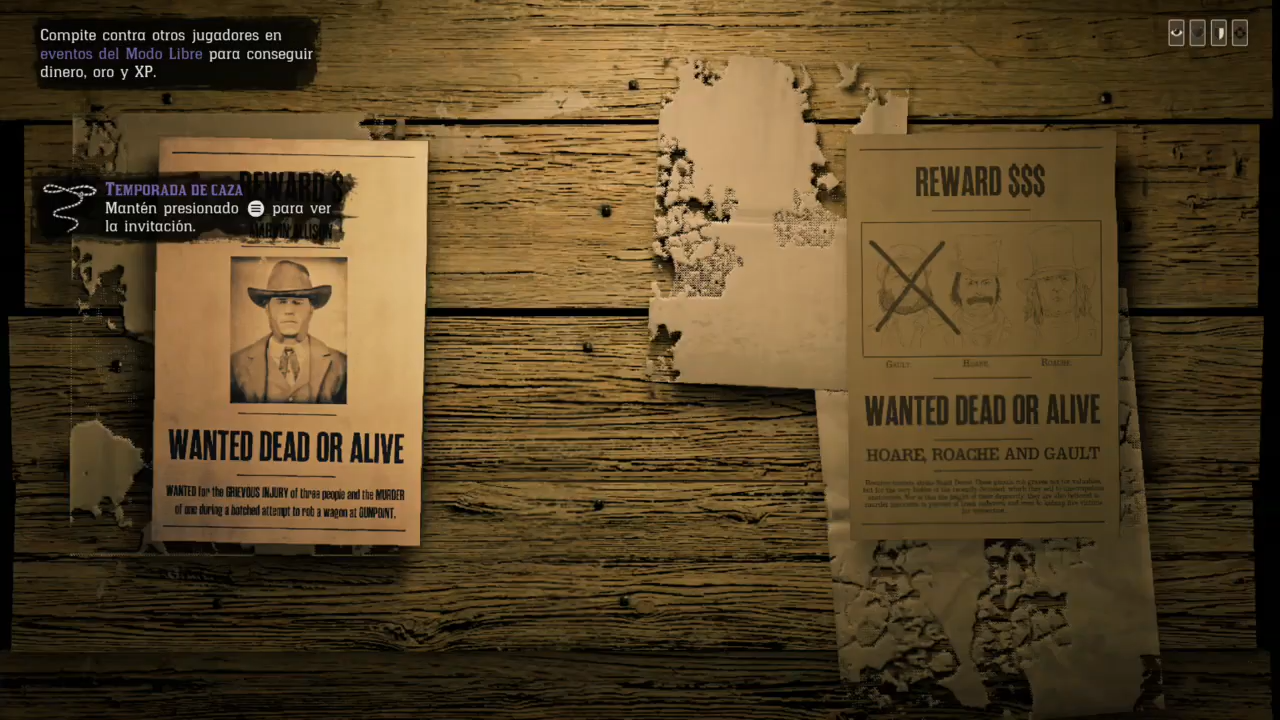 Compite contra otros jugadores en
eventos del Modo Libre para conseguir
dinero, oro y XP.
TEMPORADA DE CAZA
Mantén presionado para ver
la invitación.
REWARD $
WANTED DEAD OR ALIVE
WANTED for the GRIEVOUS INJURY of three people and the MURDER
of one during a botched attempt to rob a wagon at GUNPOINT.
REWARD $$$
GAULT HOARE ROACHE
WANTED DEAD OR ALIVE
HOARE, ROACHE AND GAULT